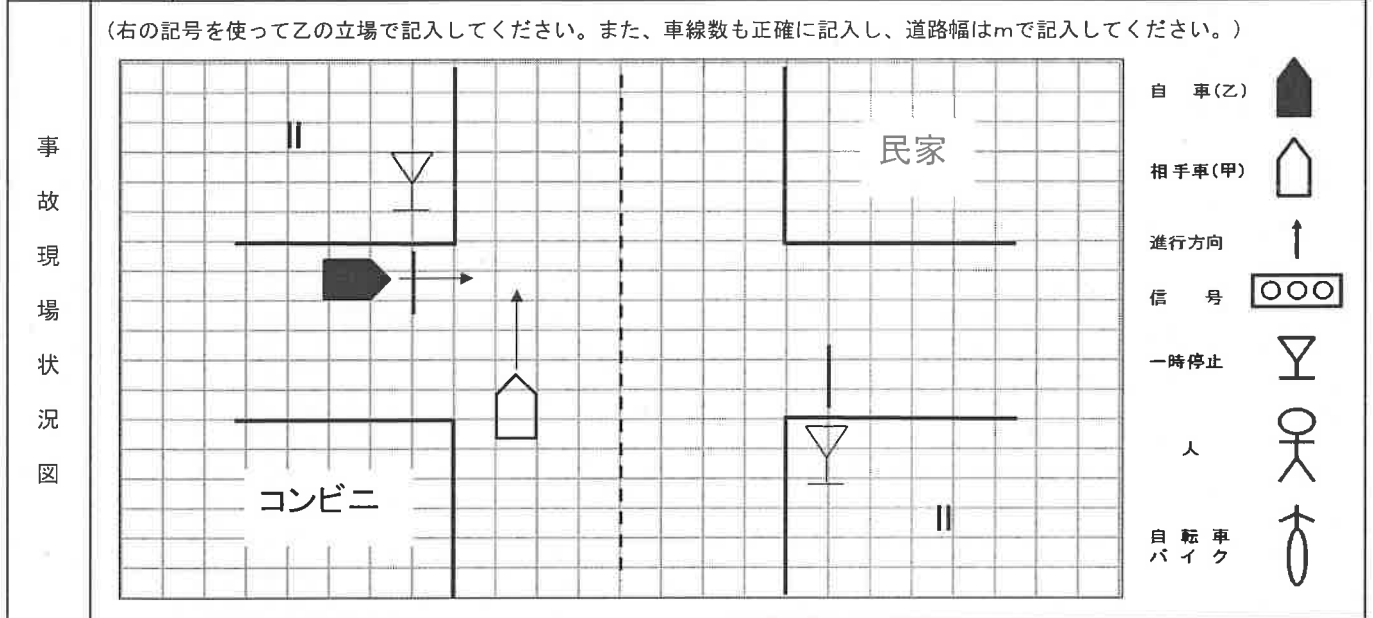 (右の記号を使って乙の立場で記入してください。また、車線数も正確に記入し、道路幅はmで記入してください。)
事故現場状況図
民家
コンビニ
自 車(乙)
相手車(甲)
進行方向
信 号
一時停止
人
自転車
バイク